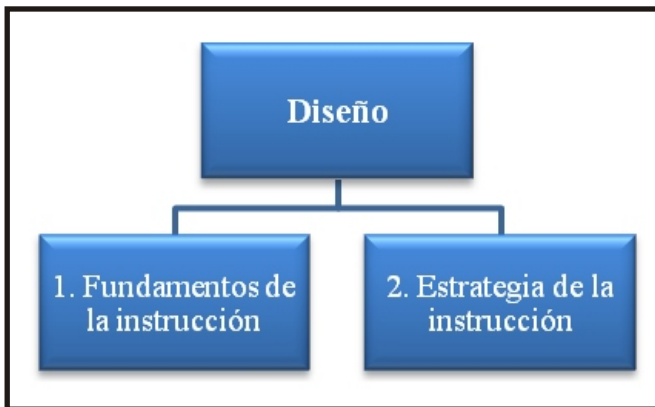 Diseño
1. Fundamentos de
la instrucción
2. Estrategia de la
instrucción